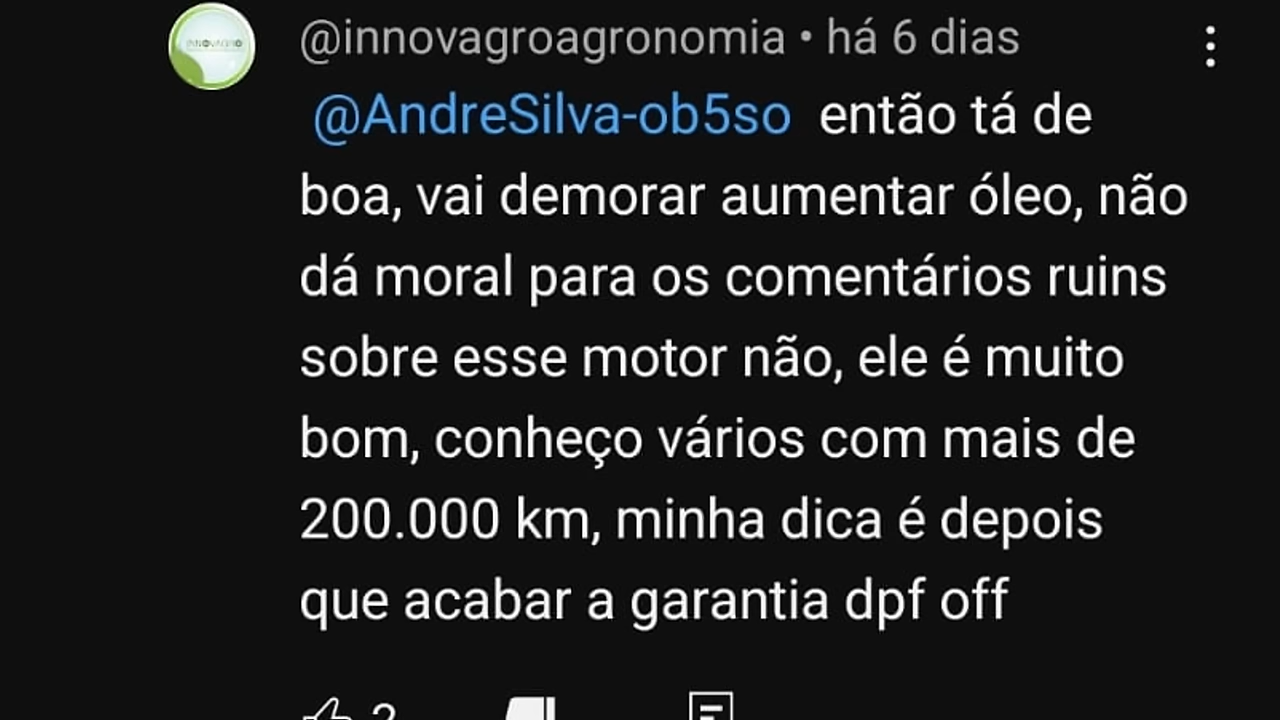 @innovagroagronomia • há 6 dias
@AndreSilva-ob5so então tá de
boa, vai demorar aumentar óleo, não
dá moral para os comentários ruins
sobre esse motor não, ele é muito
bom, conheço vários com mais de
200.000 km, minha dica é depois
que acabar a garantia dpf off
2